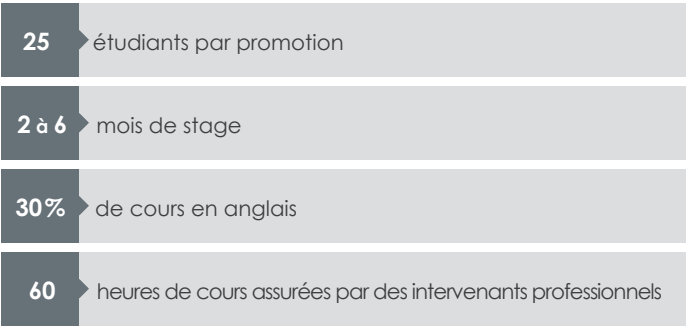 25 étudiants par promotion
2 à 6 mois de stage
30% de cours en anglais
60 heures de cours assurées par des intervenants professionnels